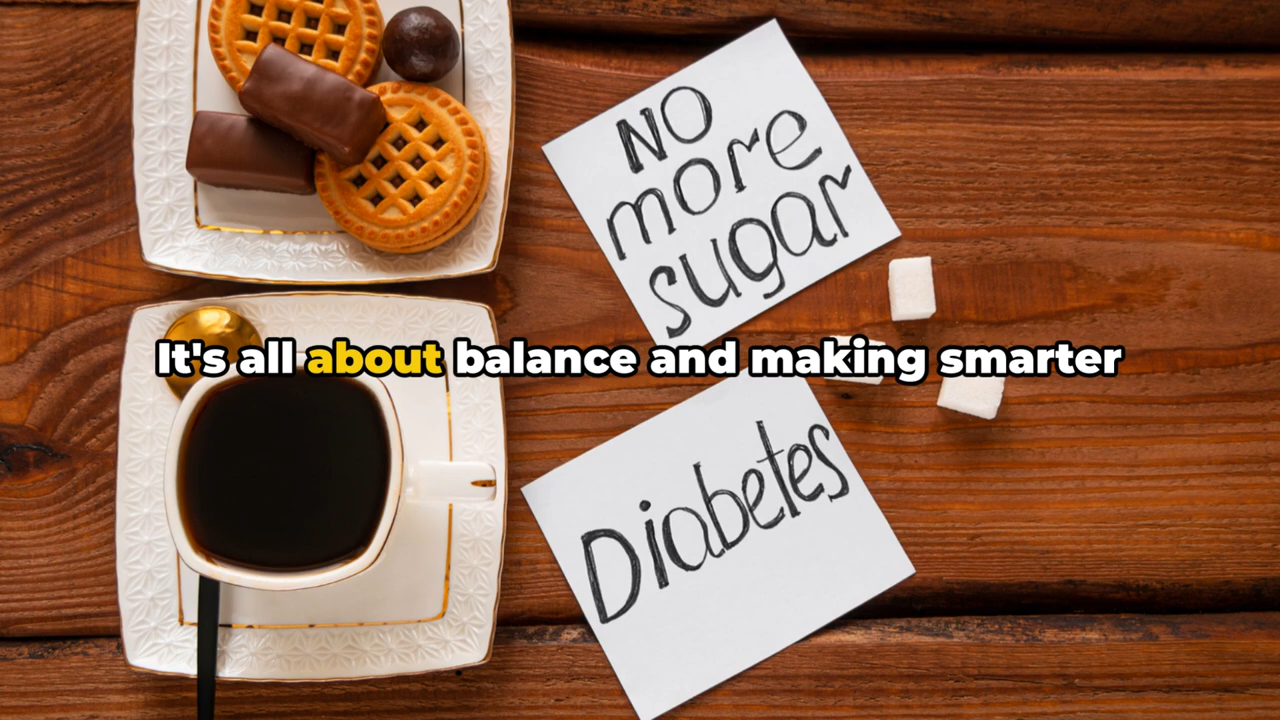 NO
more
sugar
It's all about balance and making smarter
Diabetes